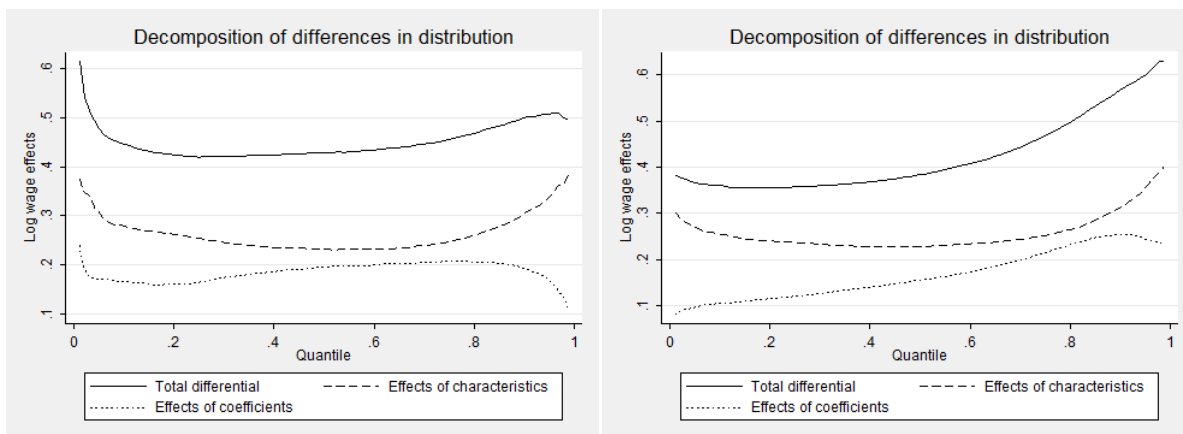 Decomposition of differences in distribution
Log wage effects
.6
.5
.4
.3
.2
.1
0 .2 .4 .6 .8 1
Quantile
Total differential Effects of characteristics
Effects of coefficients
Decomposition of differences in distribution
Log wage effects
.6
.5
.4
.3
.2
.1
0 .2 .4 .6 .8 1
Quantile
Total differential Effects of characteristics
Effects of coefficients